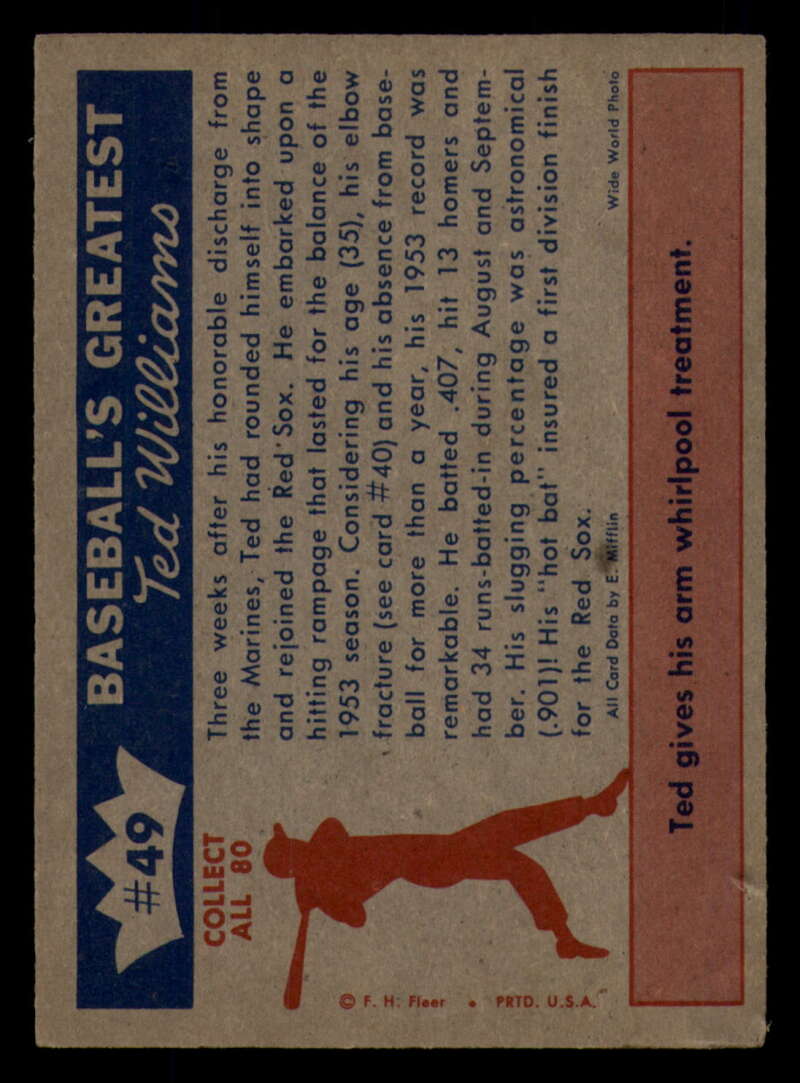 #49
BASEBALL'S GREATEST
Ted Williams
COLLECT
ALL 80
Three weeks after his honorable discharge from
the Marines, Ted had rounded himself into shape
and rejoined the Red Sox. He embarked upon a
hitting rampage that lasted for the balance of the
1953 season. Considering his age (35), his elbow
fracture (see card #40) and his absence from base-
ball for more than a year, his 1953 record was
remarkable. He batted .407, hit 13 homers and
had 34 runs-batted-in during August and Septem-
ber. His slugging percentage was astronomical
(.901)! His "hot bat" insured a first division finish
for the Red Sox.
All Card Data by E. Mifflin
Wide World Photo
© F. H. Fleer • PRTD. U.S.A.
Ted gives his arm whirlpool treatment.